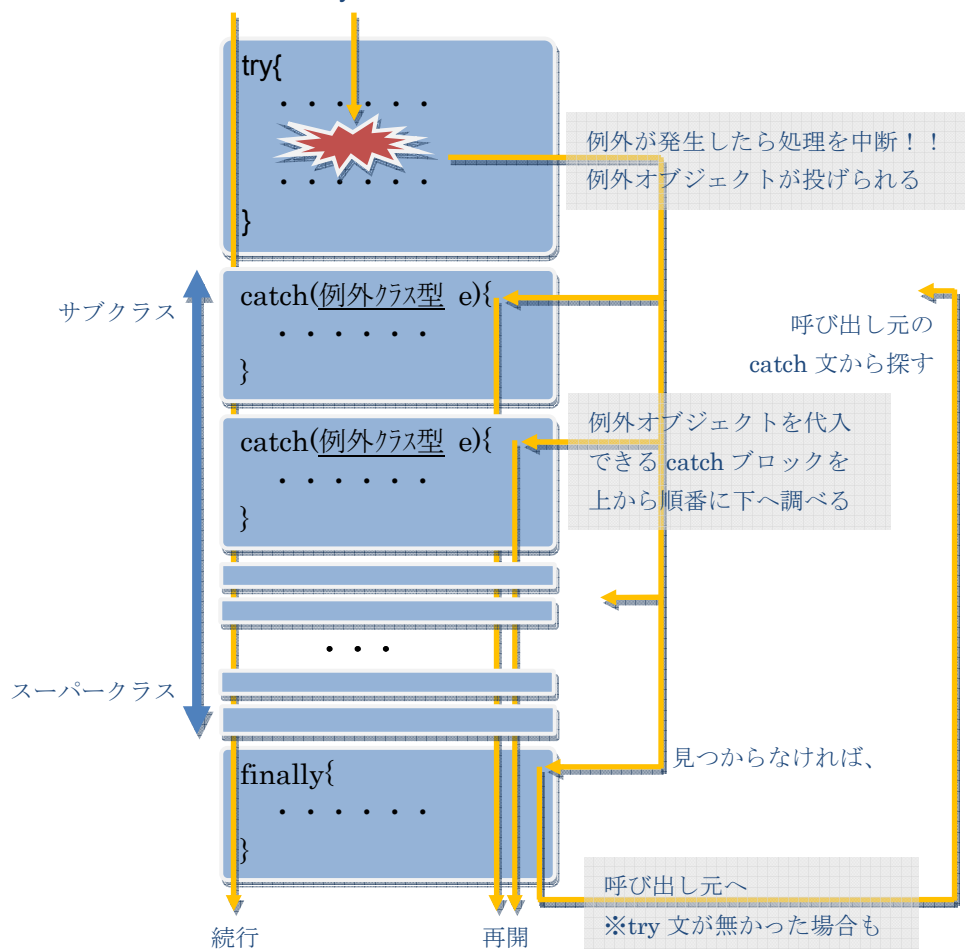 try{
・・・・・・
・・・・・・
}
例外が発生したら処理を中断！！
例外オブジェクトが投げられる
サブクラス
catch(例外クラス型 e){
・・・・・・
}
呼び出し元の
catch 文から探す
catch(例外クラス型 e){
・・・・・・
}
例外オブジェクトを代入
できる catch ブロックを
上から順番に下へ調べる
・・・
スーパークラス
見つからなければ、
finally{
・・・・・・
}
呼び出し元へ
※try 文が無かった場合も
続行
再開